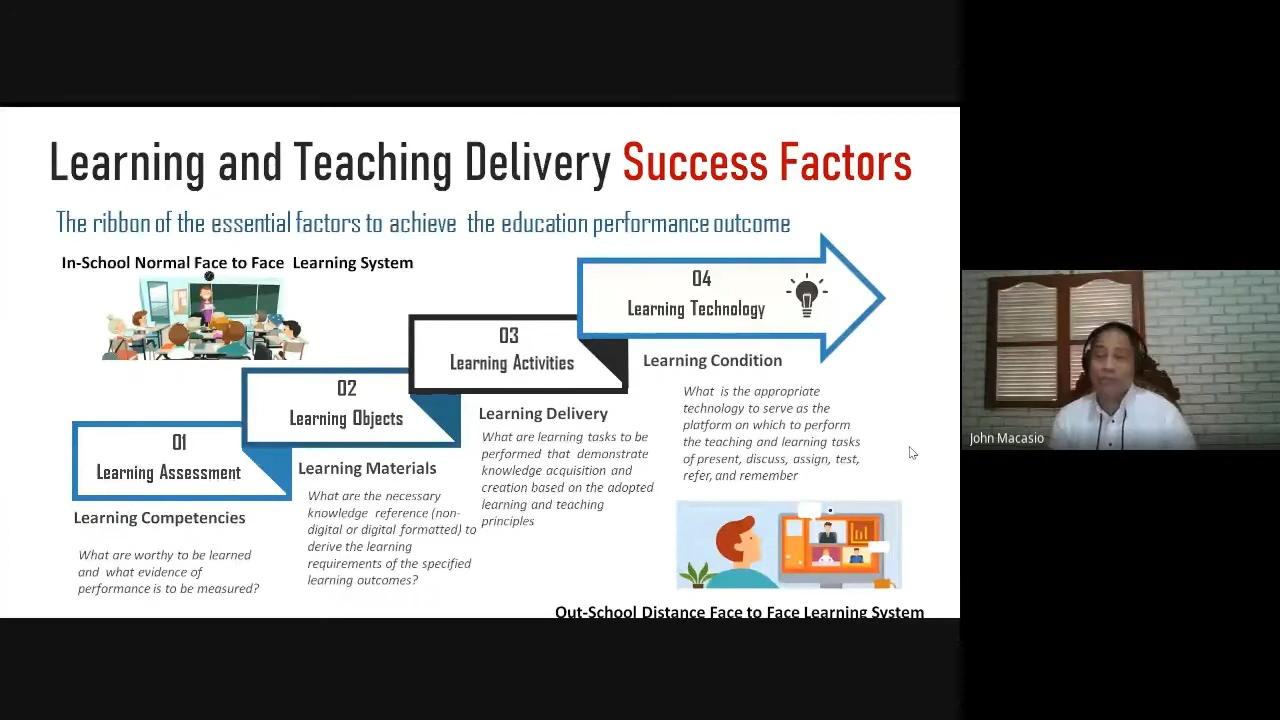 Learning and Teaching Delivery Success Factors
The ribbon of the essential factors to achieve the education performance outcome
In-School Normal Face to Face Learning System
04
Learning Technology
03
Learning Activities
02
Learning Objects
01
Learning Assessment
Learning Competencies
What are worthy to be learned
and what evidence of
performance is to be measured?
Learning Materials
What are the necessary
knowledge reference (non-
digital or digital formatted) to
derive the learning
requirements of the specified
learning outcomes?
Learning Delivery
What are learning tasks to be
performed that demonstrate
knowledge acquisition and
creation based on the adopted
learning and teaching
principles
Learning Condition
What is the appropriate
technology to serve as the
platform on which to perform
the teaching and learning tasks
of present, discuss, assign, test,
refer, and remember
Out-School Distance Face to Face Learning System
John Macasio